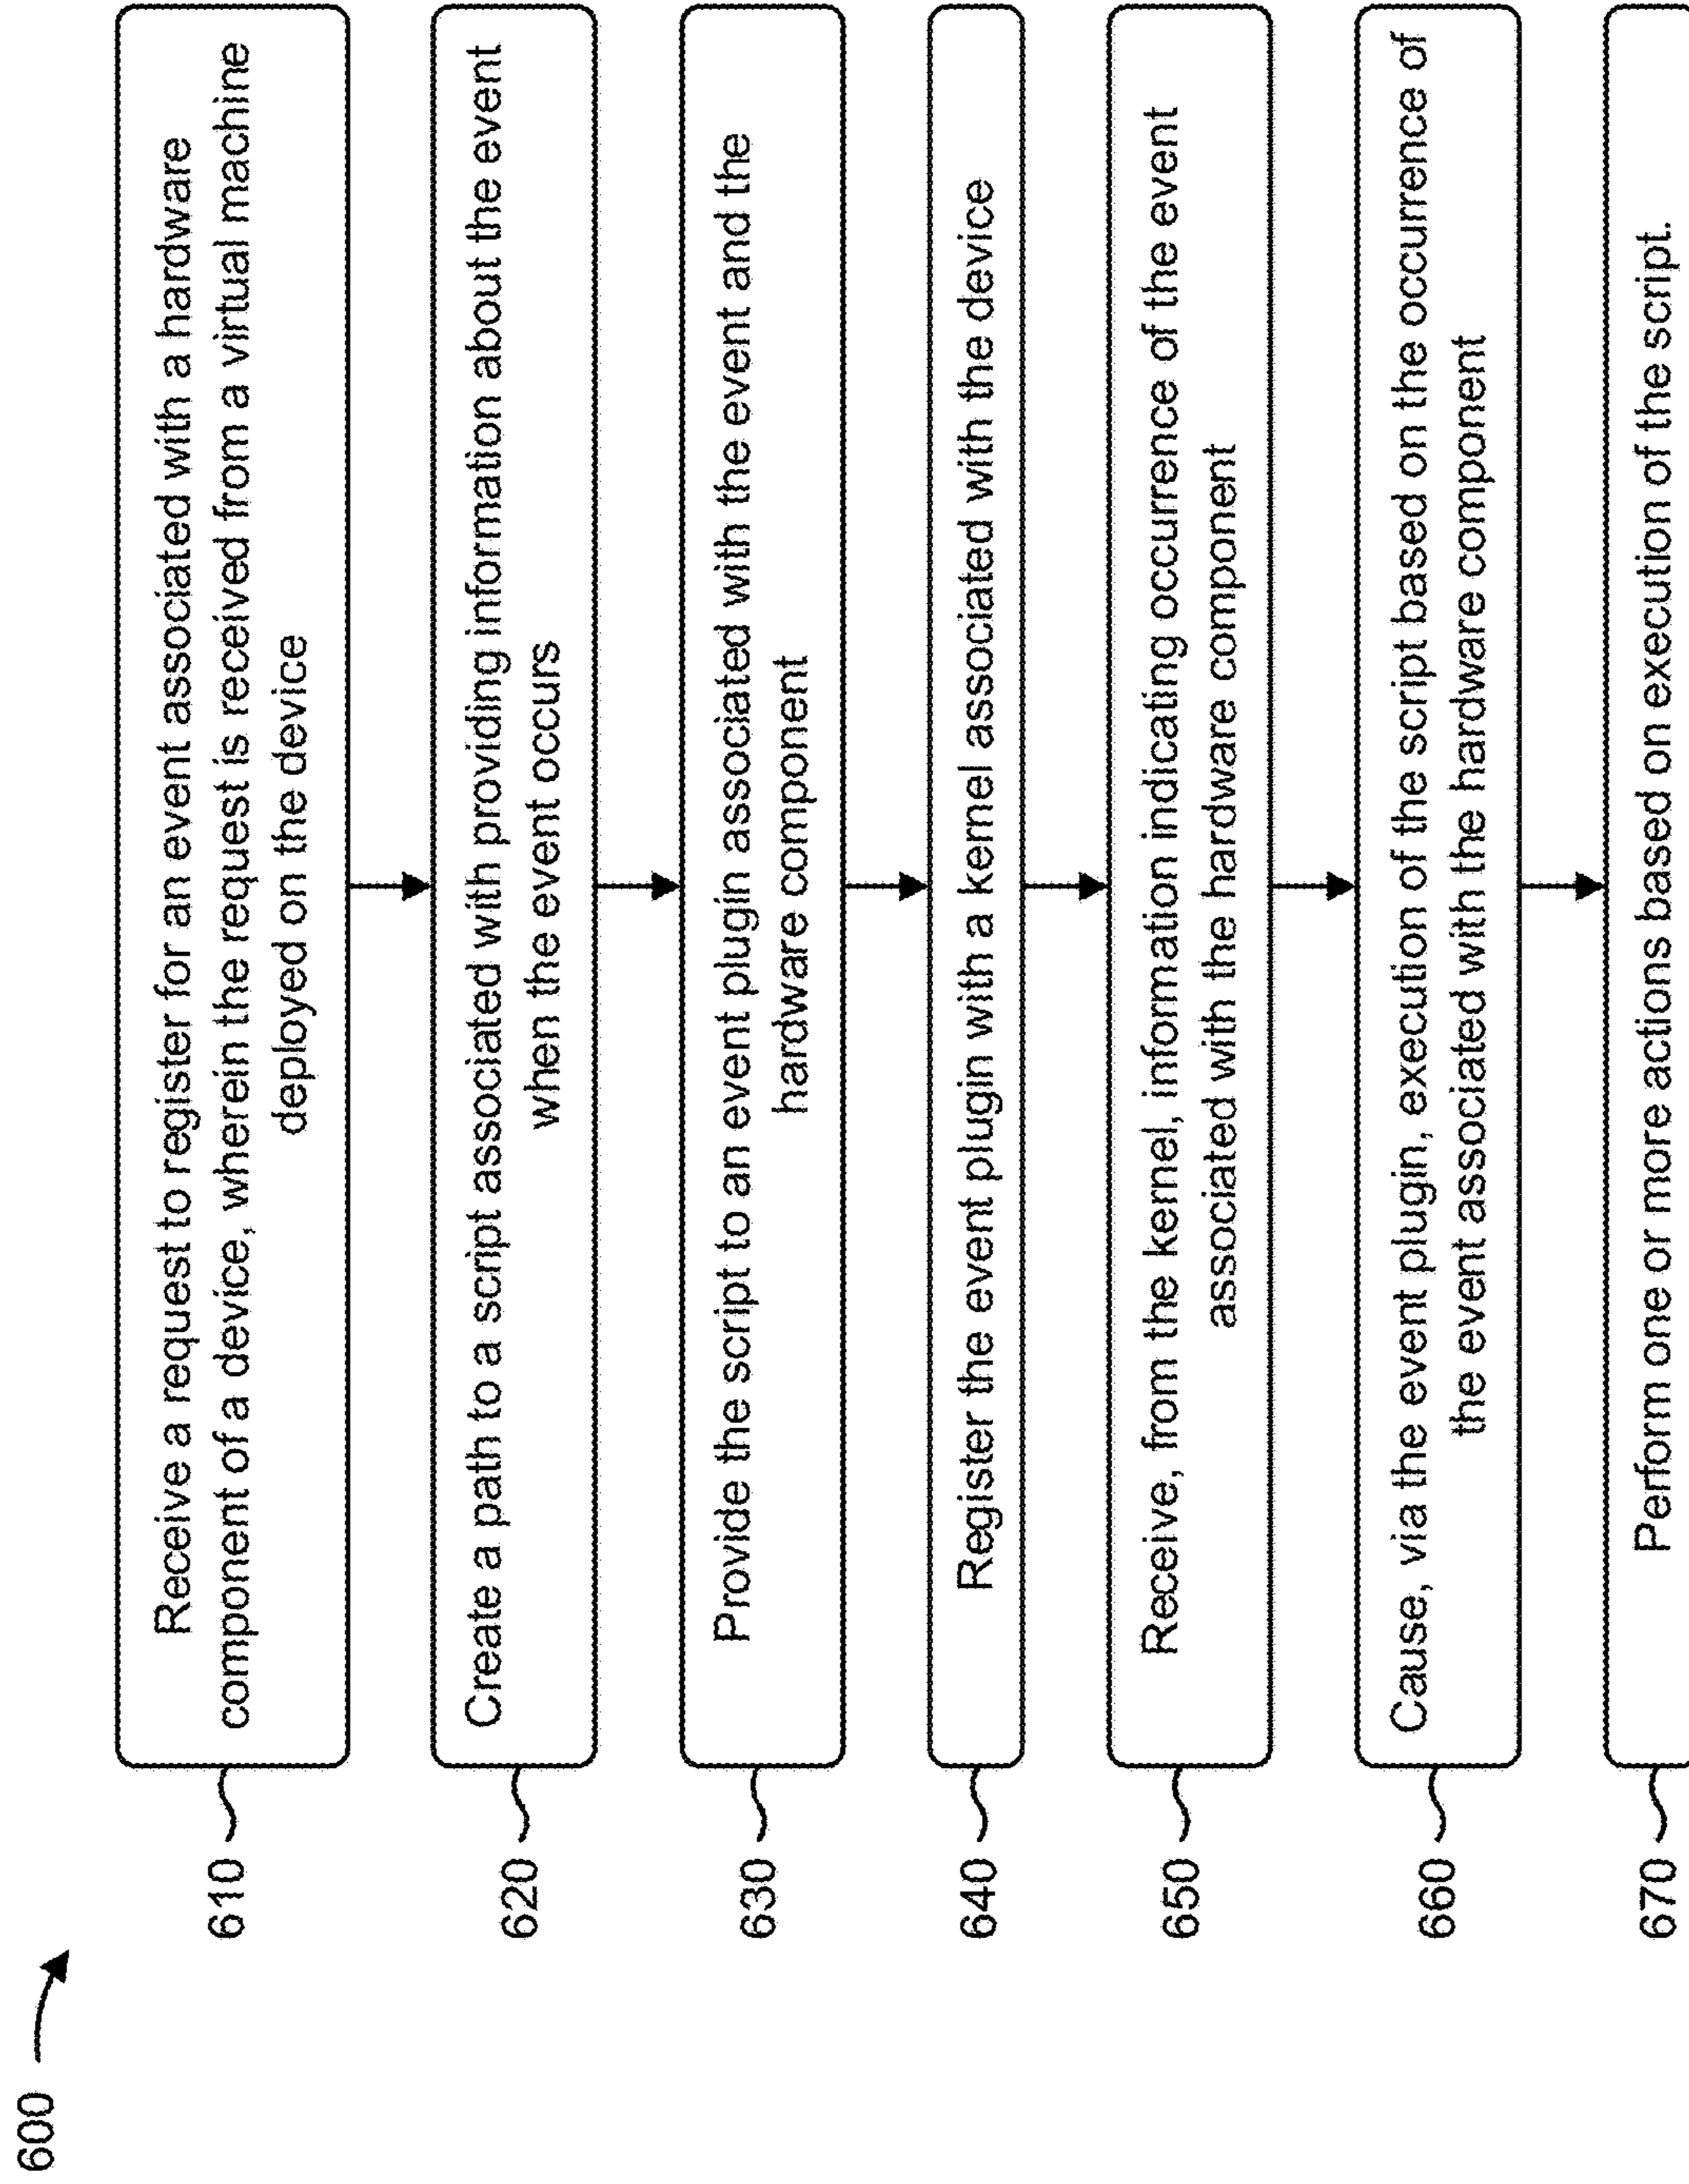 600
610
Receive a request to register for an event associated with a hardware
component of a device, wherein the request is received from a virtual machine
deployed on the device
620
Create a path to a script associated with providing information about the event
when the event occurs
630
Provide the script to an event plugin associated with the event and the
hardware component
640
Register the event plugin with a kernel associated with the device
650
Receive, from the kernel, information indicating occurrence of the event
associated with the hardware component
660
Cause, via the event plugin, execution of the script based on the occurrence of
the event associated with the hardware component
670
Perform one or more actions based on execution of the script.